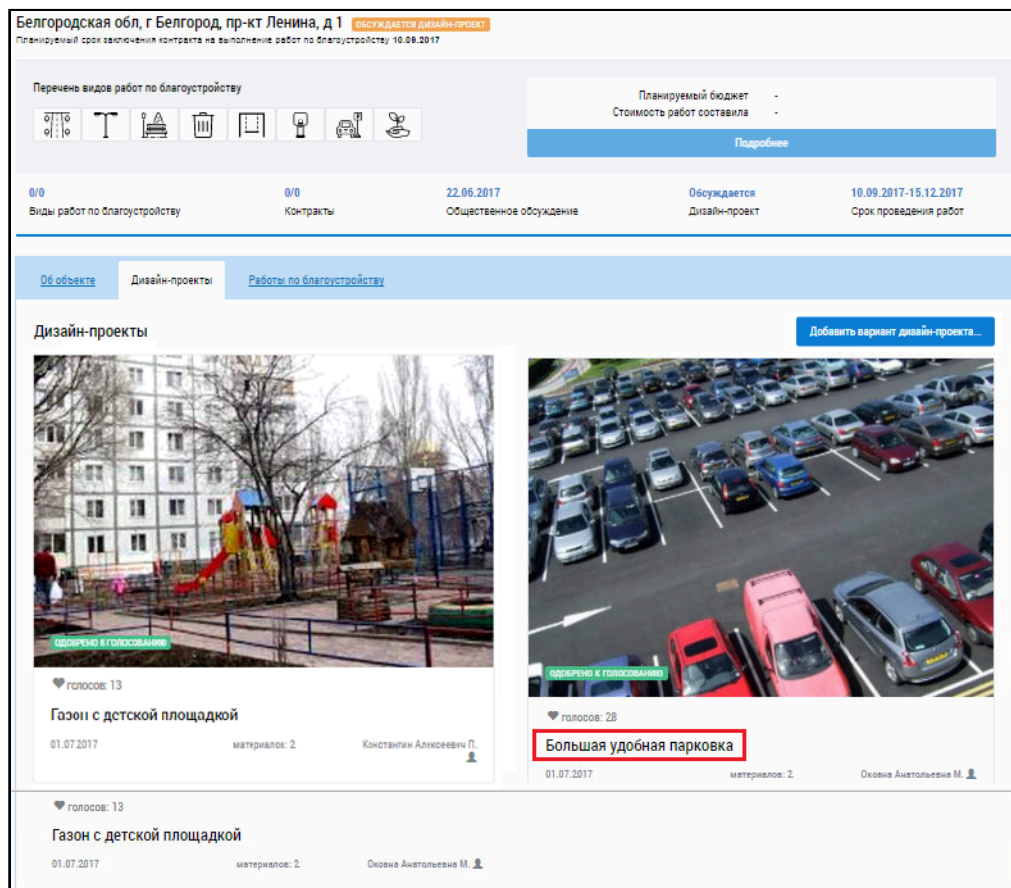 Белгородская обл, г Белгород, пр-кт Ленина, д 1 ОБСУЖДАЕТСЯ ДИЗАЙН-ПРОЕКТ
Планируемый срок заключения контракта на выполнение работ по благоустройству 10.09.2017
Перечень видов работ по благоустройству
Планируемый бюджет -
Стоимость работ составила -
Подробнее
0/0 0/0 22.06.2017 Обсуждается 10.09.2017-15.12.2017
Виды работ по благоустройству Контракты Общественное обсуждение Дизайн-проект Срок проведения работ
Об объекте Дизайн-проекты Работы по благоустройству
Дизайн-проекты
Добавить вариант дизайн-проекта...
ОДОБРЕНО К ГОЛОСОВАНИЮ
голосов: 13
Газон с детской площадкой
01.07.2017 материалов: 2 Константин Алексеевич П.
ОДОБРЕНО К ГОЛОСОВАНИЮ
голосов: 28
Большая удобная парковка
01.07.2017 материалов: 2 Оковна Анатольевна М.
голосов: 13
Газон с детской площадкой
01.07.2017 материалов: 2 Оковна Анатольевна М.